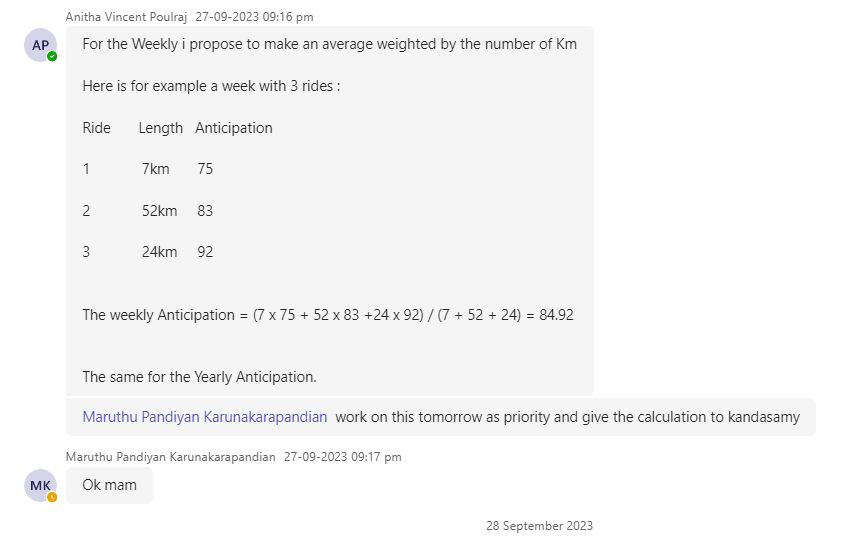 Anitha Vincent Poulraj 27-09-2023 09:16 pm
AP
For the Weekly i propose to make an average weighted by the number of Km
Here is for example a week with 3 rides :
Ride Length Anticipation
1 7km 75
2 52km 83
3 24km 92
The weekly Anticipation = (7 x 75 + 52 x 83 +24 x 92) / (7 + 52 + 24) = 84.92
The same for the Yearly Anticipation.
Maruthu Pandiyan Karunakarapandian work on this tomorrow as priority and give the calculation to kandasamy
Maruthu Pandiyan Karunakarapandian 27-09-2023 09:17 pm
MK
Ok mam
28 September 2023